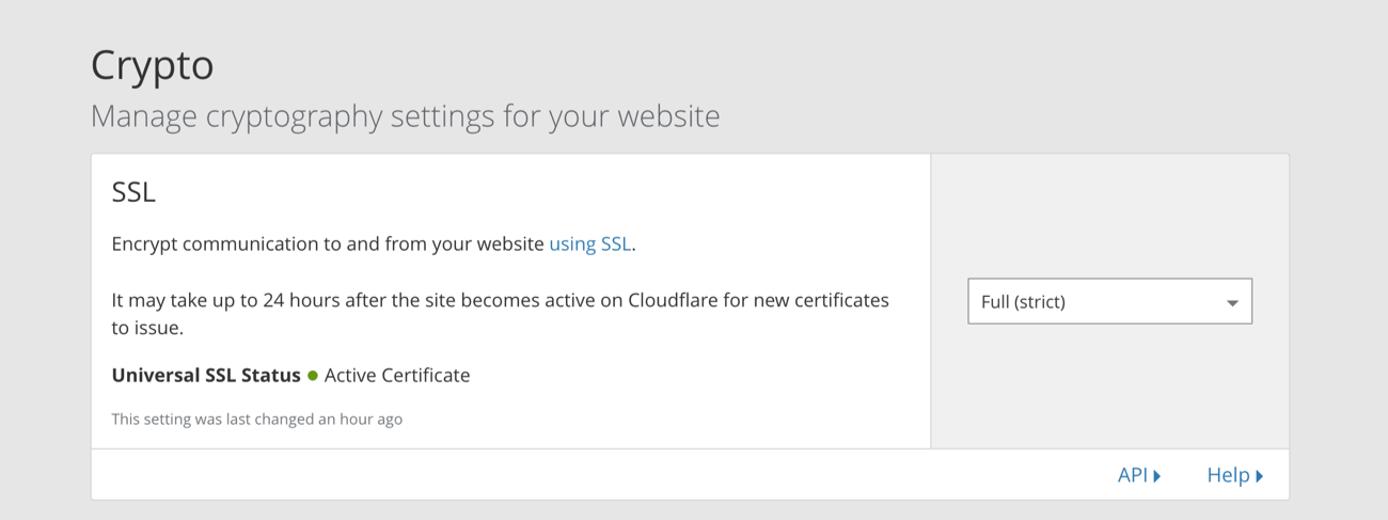 Crypto
Manage cryptography settings for your website
SSL
Encrypt communication to and from your website using SSL.
It may take up to 24 hours after the site becomes active on Cloudflare for new certificates
to issue.
Full (strict)
Universal SSL Status Active Certificate
This setting was last changed an hour ago
API Help